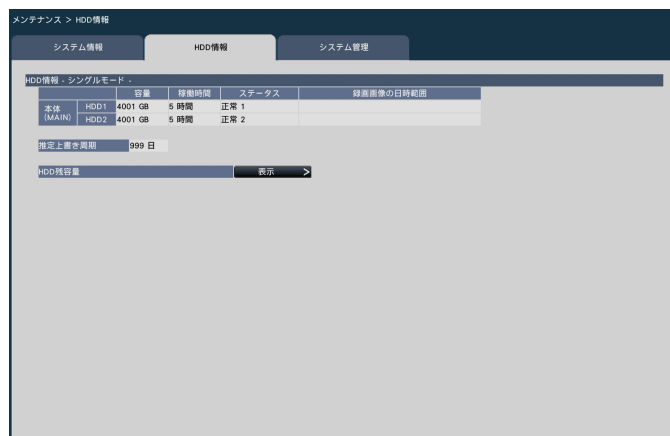 メンテナンス > HDD情報
システム情報 HDD情報 システム管理
HDD情報 - シングルモード -
容量 稼働時間 ステータス 録画画像の日時範囲
本体 (MAIN) HDD1 4001 GB 5 時間 正常 1
HDD2 4001 GB 5 時間 正常 2
推定上書き周期 999 日
HDD残容量 表示 >